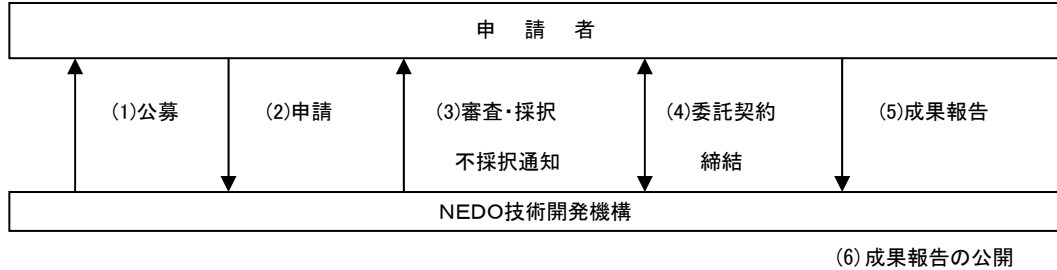 申 請 者
(1)公募
(2)申請
(3)審査・採択
不採択通知
(4)委託契約
締結
(5)成果報告
NEDO技術開発機構
(6)成果報告の公開